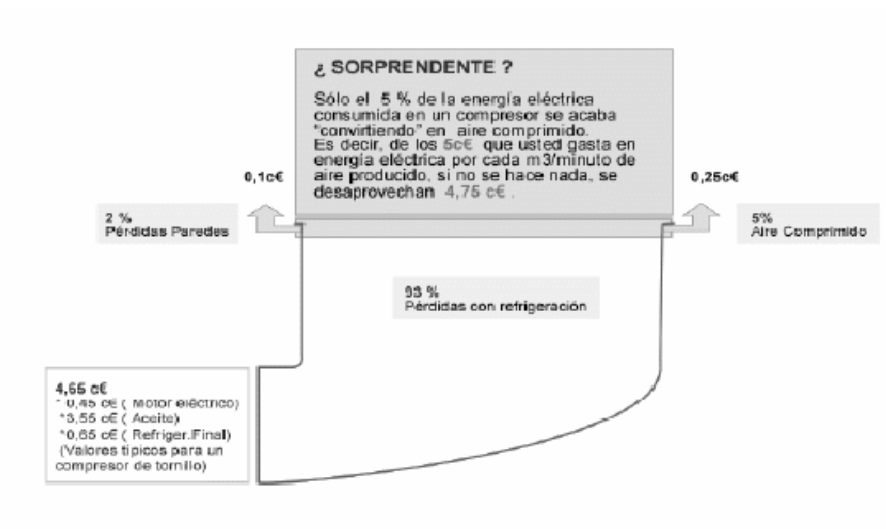 ¿ SORPRENDENTE ?
Sólo el 5 % de la energía eléctrica
consumida en un compresor se acaba
"convirtiendo" en aire comprimido.
Es decir, de los 5c€ que usted gasta en
energía eléctrica por cada m3/minuto de
aire producido, si no se hace nada, se
desaprovechan 4,75 c€ .
0,1c€
0,25c€
2 %
Pérdidas Paredes
5%
Aire Comprimido
93 %
Pérdidas con refrigeración
4,65 c€
* 0,45 c€ ( Motor eléctrico)
*3,55 c€ ( Aceite)
*0,65 c€ ( Refriger.Final)
(Valores típicos para un
compresor de tornillo)